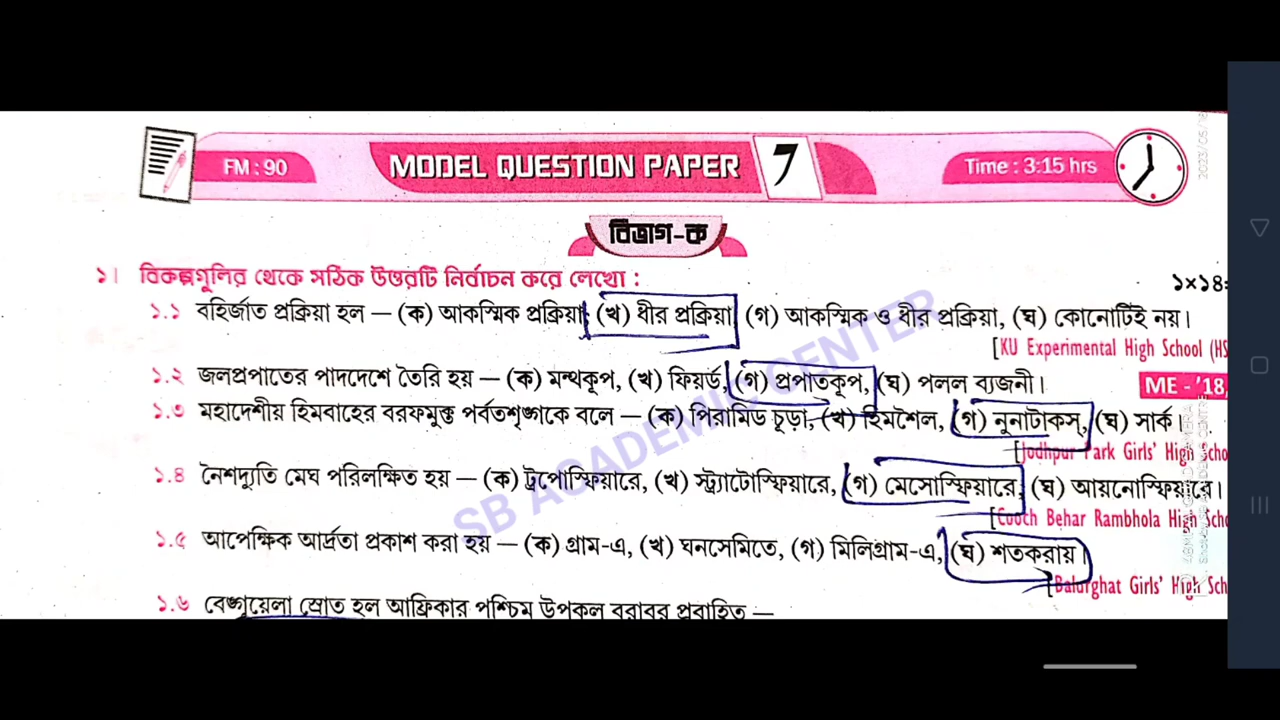 FM : 90
MODEL QUESTION PAPER 7
Time : 3:15 hrs
বিভাগ-ক
১। বিকল্পগুলির থেকে সঠিক উত্তরটি নির্বাচন করে লেখো : ১×১৪=
১.১ বহির্জাত প্রক্রিয়া হল — (ক) আকস্মিক প্রক্রিয়া, (খ) ধীর প্রক্রিয়া, (গ) আকস্মিক ও ধীর প্রক্রিয়া, (ঘ) কোনোটিই নয়।
[KU Experimental High School (HS
১.২ জলপ্রপাতের পাদদেশে তৈরি হয় — (ক) মন্থকূপ, (খ) ফিয়র্ড, (গ) প্রপাতকূপ, (ঘ) পলল ব্যজনী। ME - '18,
১.৩ মহাদেশীয় হিমবাহের বরফমুক্ত পর্বতশৃঙ্গকে বলে — (ক) পিরামিড চূড়া, (খ) হিমশৈল, (গ) নুনাটাকস্, (ঘ) সার্ক।
[Jodhpur Park Girls' High Scho
১.৪ নৈশদ্যুতি মেঘ পরিলক্ষিত হয় — (ক) ট্রপোস্ফিয়ারে, (খ) স্ট্র্যাটোস্ফিয়ারে, (গ) মেসোস্ফিয়ারে, (ঘ) আয়নোস্ফিয়ারে।
[Cooch Behar Rambhola High Scho
১.৫ আপেক্ষিক আর্দ্রতা প্রকাশ করা হয় — (ক) গ্রাম-এ, (খ) ঘনসেমিতে, (গ) মিলিগ্রাম-এ, (ঘ) শতকরায়।
[Balurghat Girls' High Sch
১.৬ বেঙ্গুয়েলা স্রোত হল আফ্রিকার পশ্চিম উপকূল বরাবর প্রবাহিত —
SB ACADEMIC CENTER